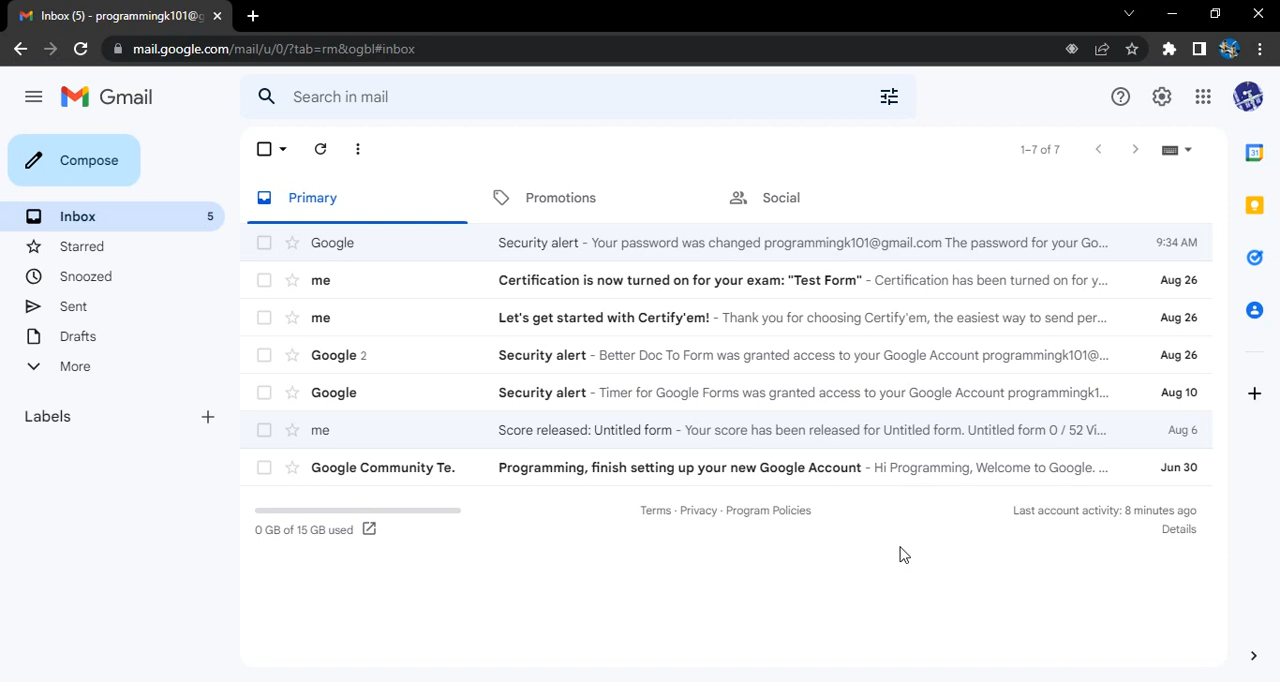 Inbox (5) - programmingk101@g
mail.google.com/mail/u/0/?tab=rm&ogbl#inbox
Gmail
Search in mail
Compose
1–7 of 7
Primary
Promotions
Social
Inbox 5
Starred
Snoozed
Sent
Drafts
More
Labels
Google Security alert - Your password was changed programmingk101@gmail.com The password for your Go... 9:34 AM
me Certification is now turned on for your exam: "Test Form" - Certification has been turned on for y... Aug 26
me Let's get started with Certify'em! - Thank you for choosing Certify'em, the easiest way to send per... Aug 26
Google 2 Security alert - Better Doc To Form was granted access to your Google Account programmingk101@... Aug 26
Google Security alert - Timer for Google Forms was granted access to your Google Account programmingk1... Aug 10
me Score released: Untitled form - Your score has been released for Untitled form. Untitled form 0 / 52 Vi... Aug 6
Google Community Te. Programming, finish setting up your new Google Account - Hi Programming, Welcome to Google. ... Jun 30
0 GB of 15 GB used
Terms · Privacy · Program Policies
Last account activity: 8 minutes ago
Details
31